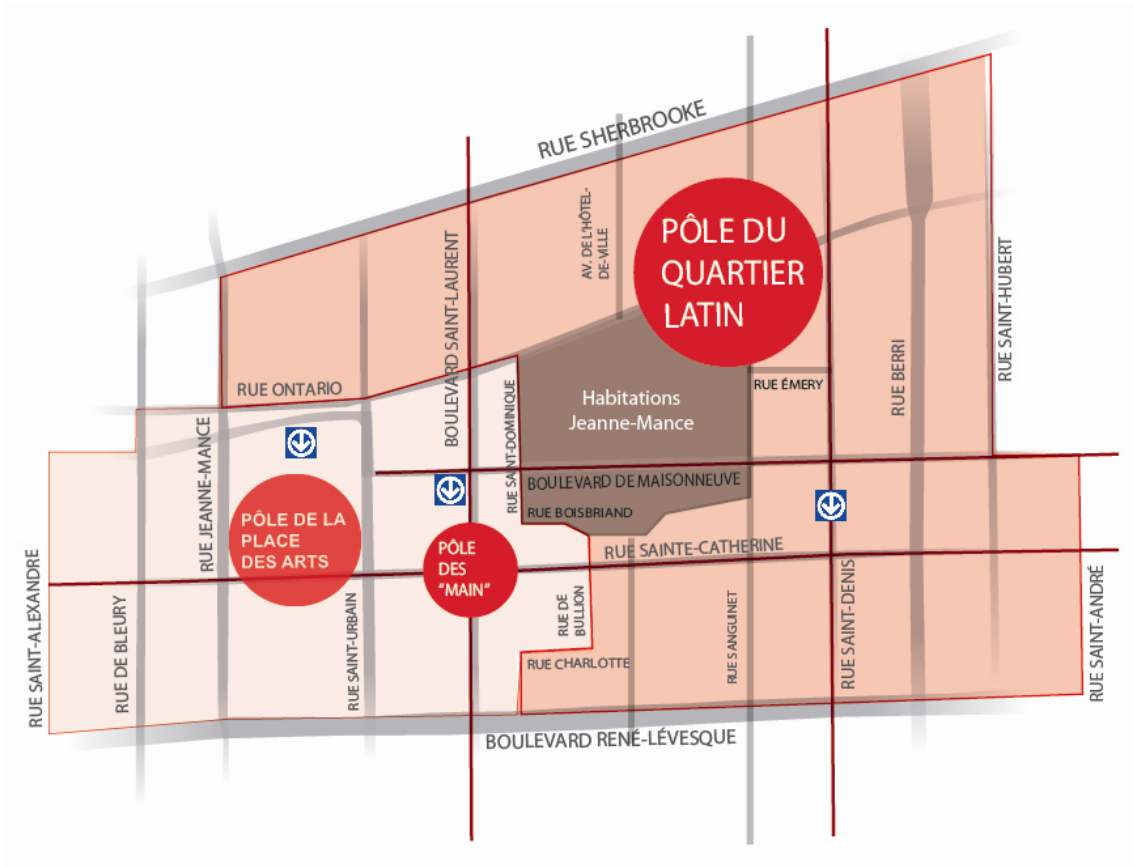 RUE SHERBROOKE
AV. DE L'HÔTEL-
DE-VILLE
PÔLE DU
QUARTIER
LATIN
BOULEVARD SAINT-LAURENT
RUE SAINT-HUBERT
RUE ONTARIO
RUE ÉMERY
RUE BERRI
Habitations
Jeanne-Mance
RUE SAINT-DOMINIQUE
RUE JEANNE-MANCE
BOULEVARD DE MAISONNEUVE
RUE BOISBRIAND
PÔLE DE LA
PLACE
DES ARTS
PÔLE
DES
"MAIN"
RUE SAINTE-CATHERINE
RUE SAINT-ALEXANDRE
RUE DE BLEURY
RUE SAINT-URBAIN
RUE DE
BULLION
RUE CHARLOTTE
RUE SANGUINET
RUE SAINT-DENIS
RUE SAINT-ANDRÉ
BOULEVARD RENÉ-LÉVESQUE